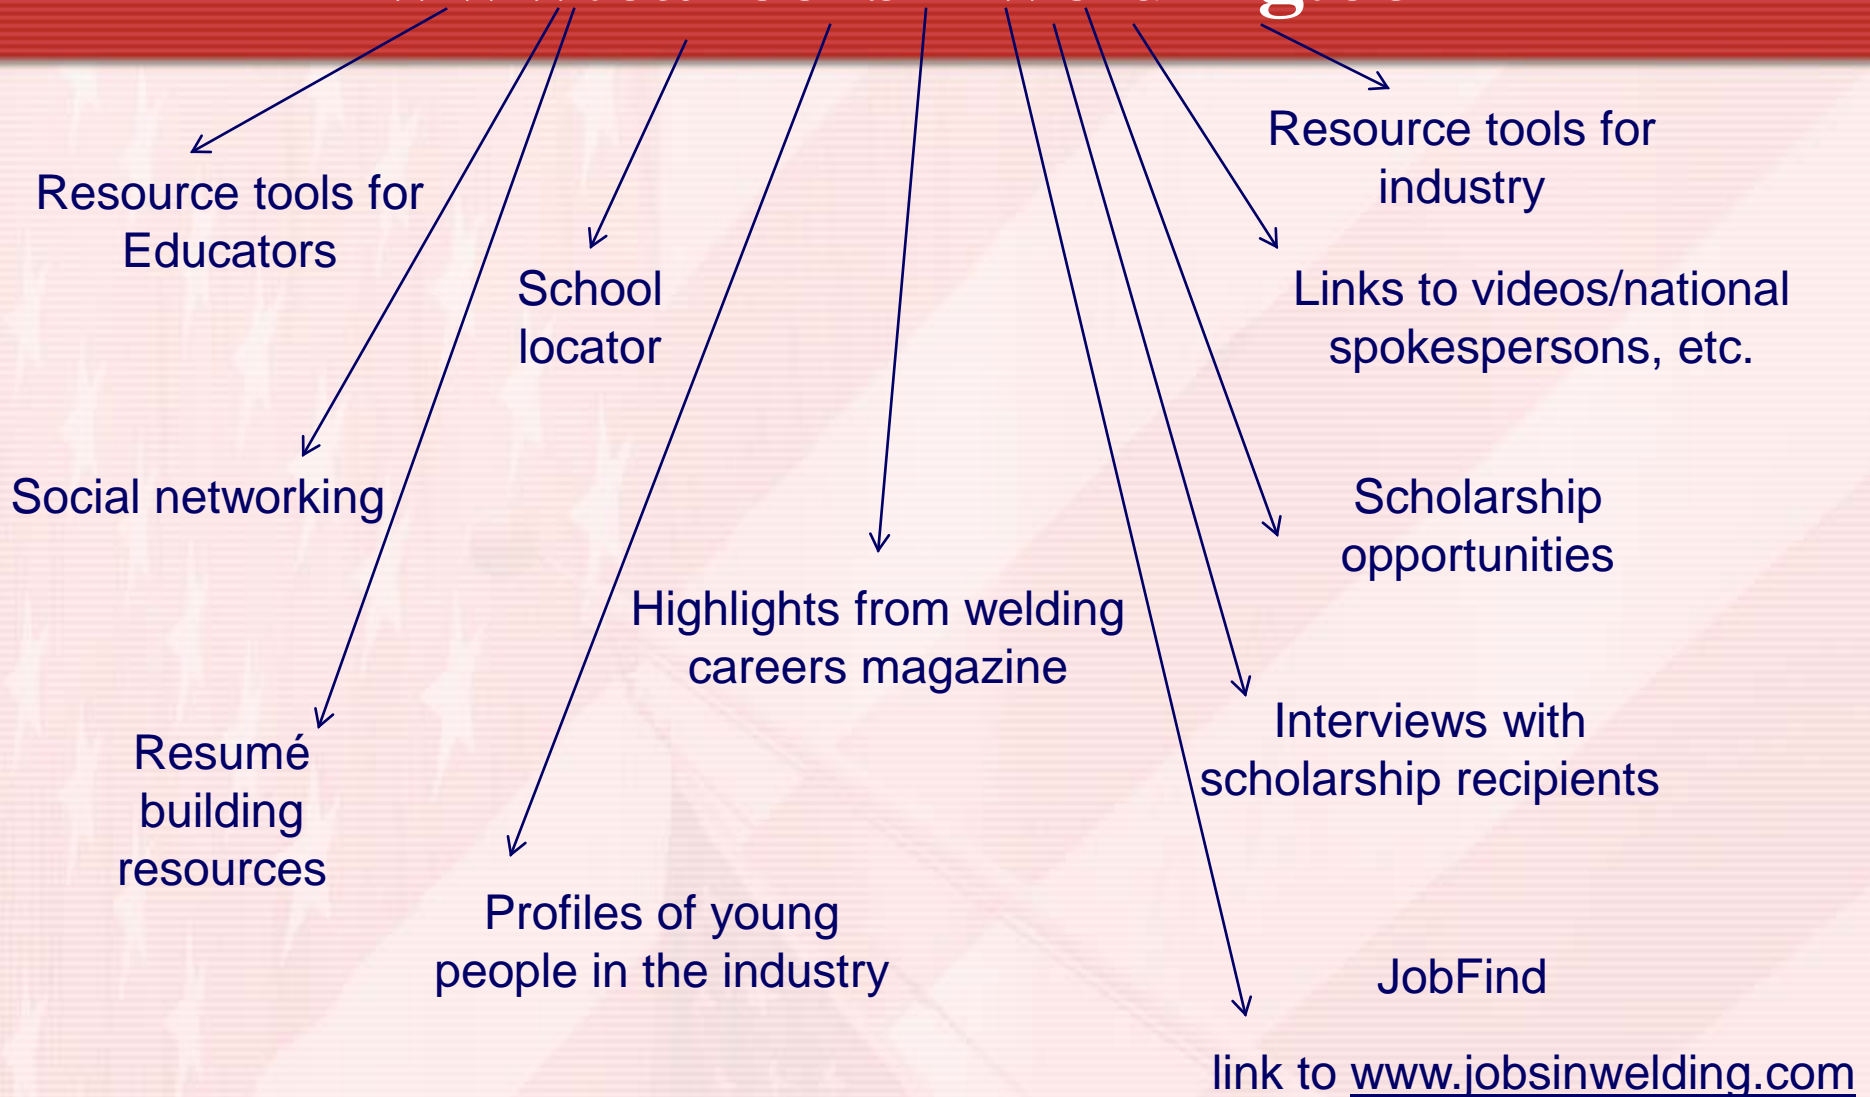 Resource tools for
industry
Resource tools for
Educators
School
locator
Links to videos/national
spokespersons, etc.
Social networking
Scholarship
opportunities
Highlights from welding
careers magazine
Interviews with
scholarship recipients
Resumé
building
resources
Profiles of young
people in the industry
JobFind
link to www.jobsinwelding.com